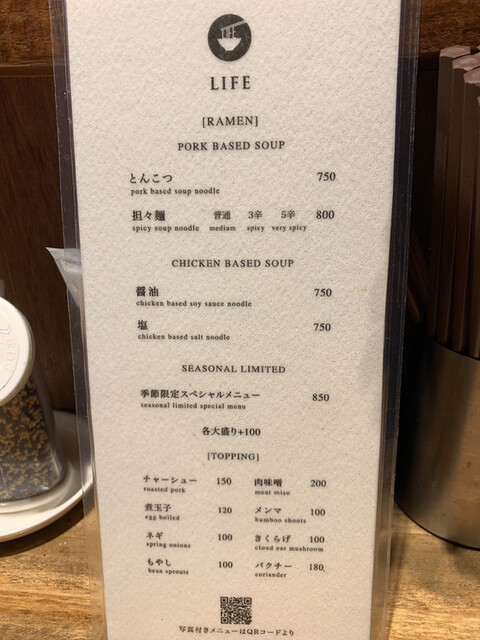 LIFE
[RAMEN]
PORK BASED SOUP
とんこつ 750
pork based soup noodle
担々麺 普通 3辛 5辛 800
spicy soup noodle medium spicy very spicy
CHICKEN BASED SOUP
醤油 750
chicken based soy sauce noodle
塩 750
chicken based salt noodle
SEASONAL LIMITED
季節限定スペシャルメニュー 850
seasonal limited special menu
各大盛り+100
[TOPPING]
チャーシュー 150 肉味噌 200
roasted pork meat miso
煮玉子 120 メンマ 100
egg boiled bamboo shoots
ネギ 100 きくらげ 100
spring onions cloud ear mushroom
もやし 100 パクチー 180
bean sprouts coriander
写真付きメニューはQRコードより